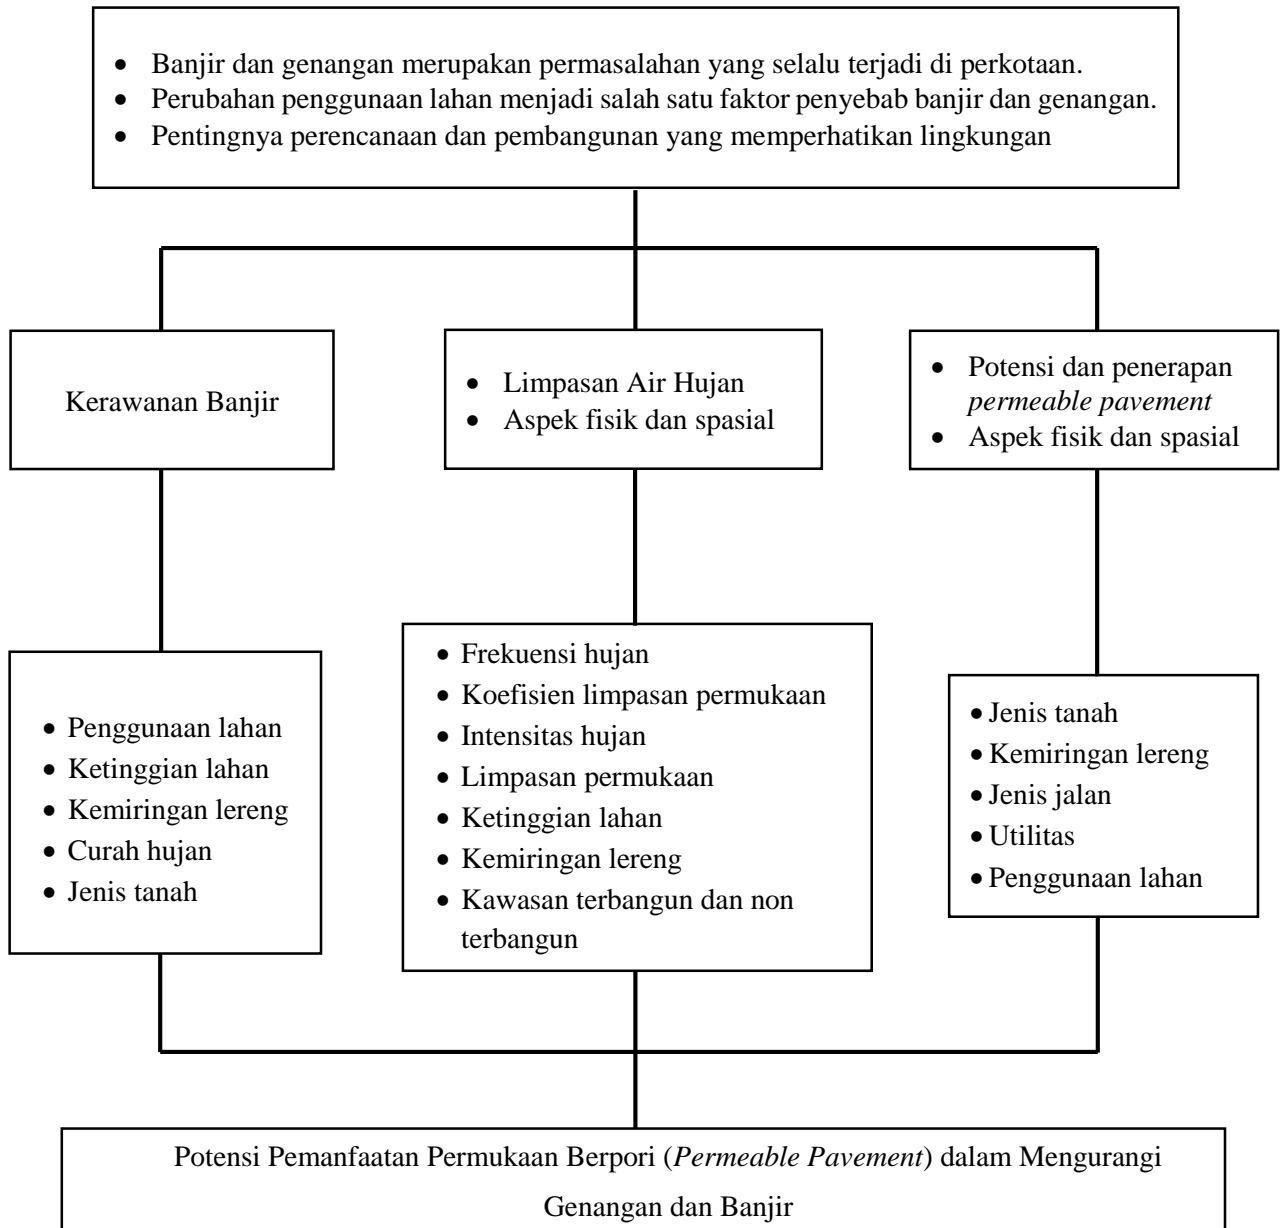 • Banjir dan genangan merupakan permasalahan yang selalu terjadi di perkotaan.
• Perubahan penggunaan lahan menjadi salah satu faktor penyebab banjir dan genangan.
• Pentingnya perencanaan dan pembangunan yang memperhatikan lingkungan
Kerawanan Banjir
• Limpasan Air Hujan
• Aspek fisik dan spasial
• Potensi dan penerapan
permeable pavement
• Aspek fisik dan spasial
• Penggunaan lahan
• Ketinggian lahan
• Kemiringan lereng
• Curah hujan
• Jenis tanah
• Frekuensi hujan
• Koefisien limpasan permukaan
• Intensitas hujan
• Limpasan permukaan
• Ketinggian lahan
• Kemiringan lereng
• Kawasan terbangun dan non
terbangun
• Jenis tanah
• Kemiringan lereng
• Jenis jalan
• Utilitas
• Penggunaan lahan
Potensi Pemanfaatan Permukaan Berpori (Permeable Pavement) dalam Mengurangi
Genangan dan Banjir